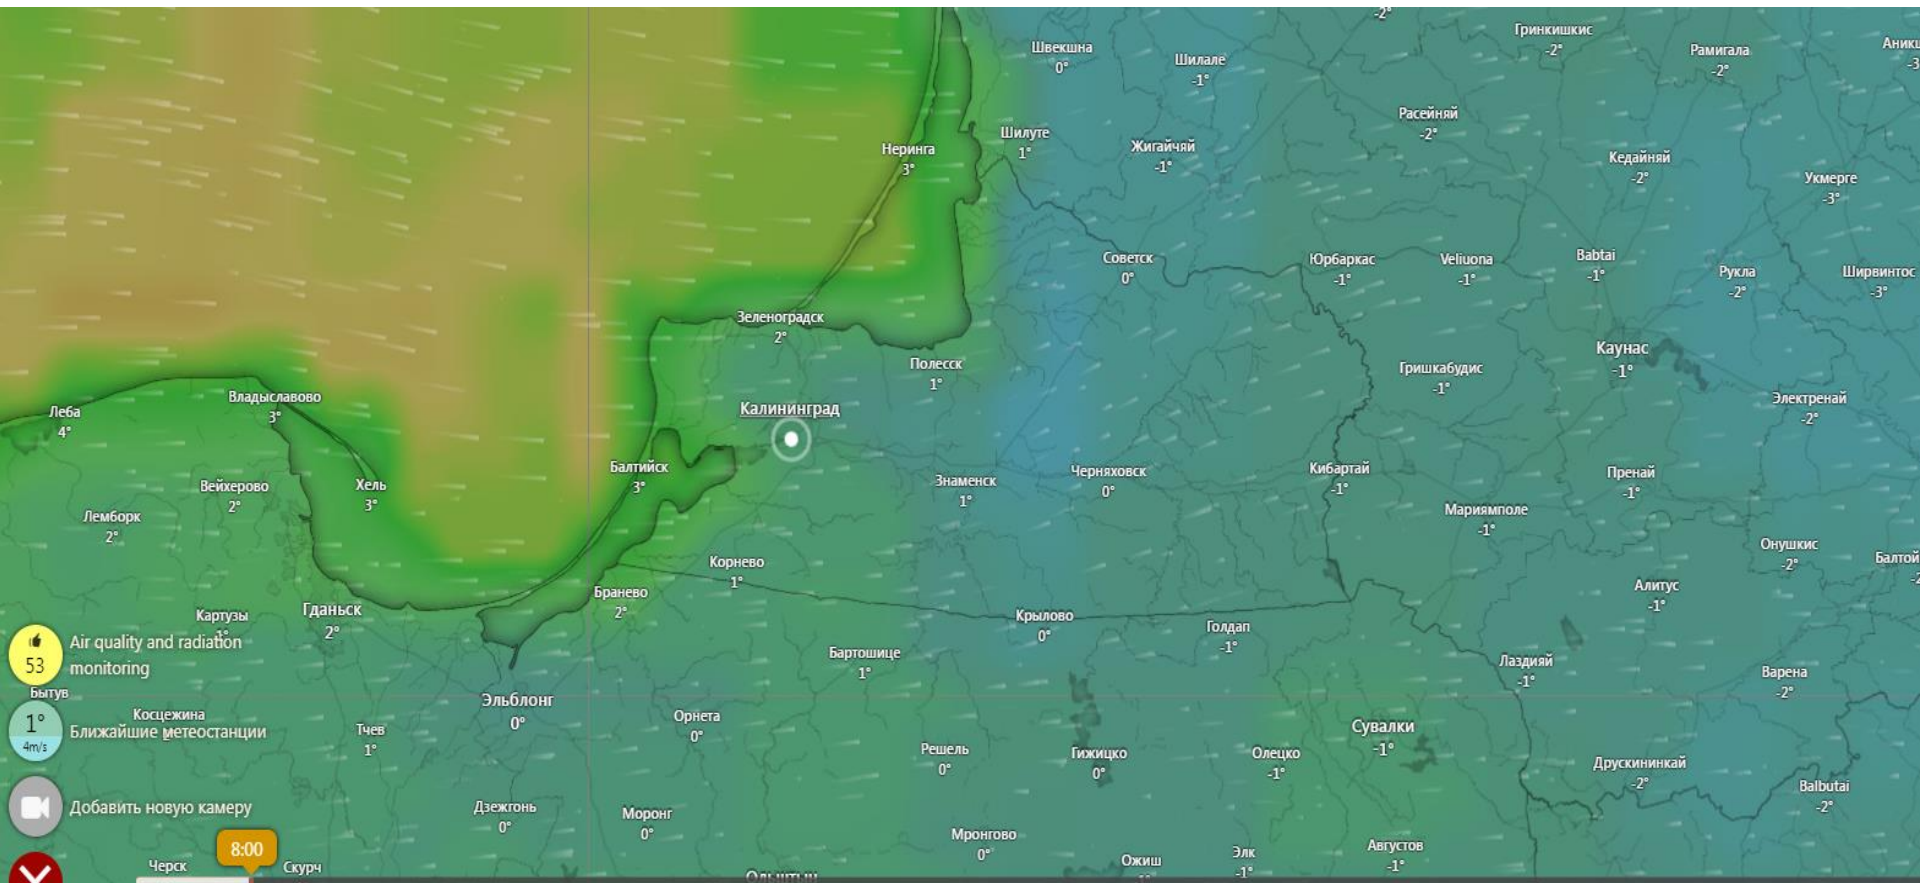 -2°
Гринкишкис
-2°
Швекшна
0°
Шилале
-1°
Рамигала
-2°
-3
Расейняй
-2°
Шилуте
1°
Неринга
3°
Жигайчяй
-1°
Кедайняй
-2°
Укмерге
-3°
Советск
0°
Юрбаркас
-1°
Veliuona
-1°
Babtai
-1°
Рукла
-2°
Ширвинтос
-3°
Зеленоградск
2°
Каунас
-1°
Полесск
1°
Гришкабудис
-1°
Владыславово
3°
Электренай
-2°
Леба
4°
Калининград
Балтийск
3°
Знаменск
1°
Черняховск
0°
Кибартай
-1°
Пренай
-1°
Вейхерово
2°
Хель
3°
Лемборк
2°
Мариямполе
-1°
Онушкис
-2°
Балтой
Корнево
1°
Бранево
2°
Алитус
-1°
Картузы
1°
Гданьск
2°
Крылово
0°
Голдап
-1°
53
Air quality and radiation
monitoring
Бартошице
1°
Лаздияй
-1°
Варена
-2°
Бытув
Эльблонг
0°
Косцежина
1°
4m/s
Ближайшие метеостанции
Тчев
1°
Орнета
0°
Сувалки
-1°
Решель
0°
Гижицко
0°
Олецко
-1°
Друскининкай
-2°
Balbutai
-2°
Добавить новую камеру
Дзежгонь
0°
Моронг
0°
Мронгово
0°
8:00
Августов
-1°
Черск
Скурч
Ожиш
Элк
-1°
Ольштын